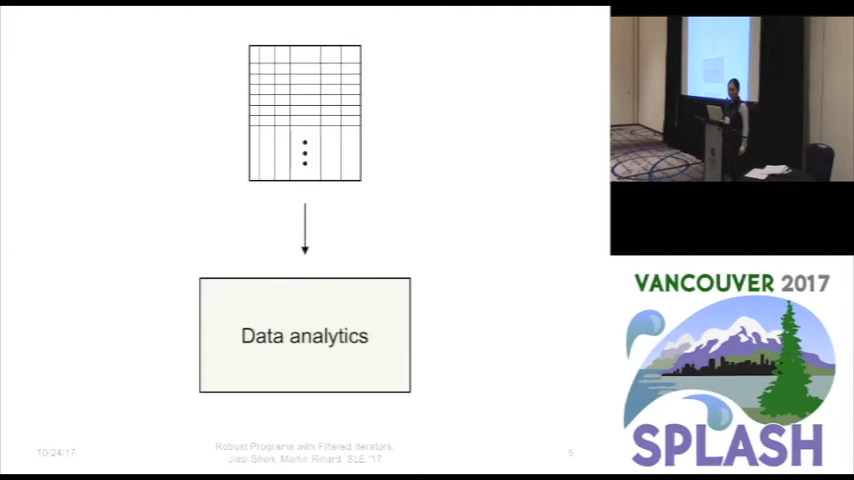 Data analytics
10/24/17
Robust Programs with Filtered Iterators,
Jiasi Shen, Martin Rinard, SLE '17
5
VANCOUVER 2017
SPLASH